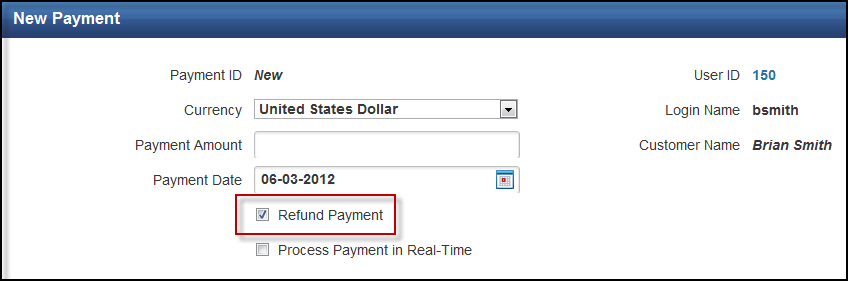 New Payment
Payment ID New User ID 150
Currency United States Dollar Login Name bsmith
Payment Amount Customer Name Brian Smith
Payment Date 06-03-2012
Refund Payment
Process Payment in Real-Time